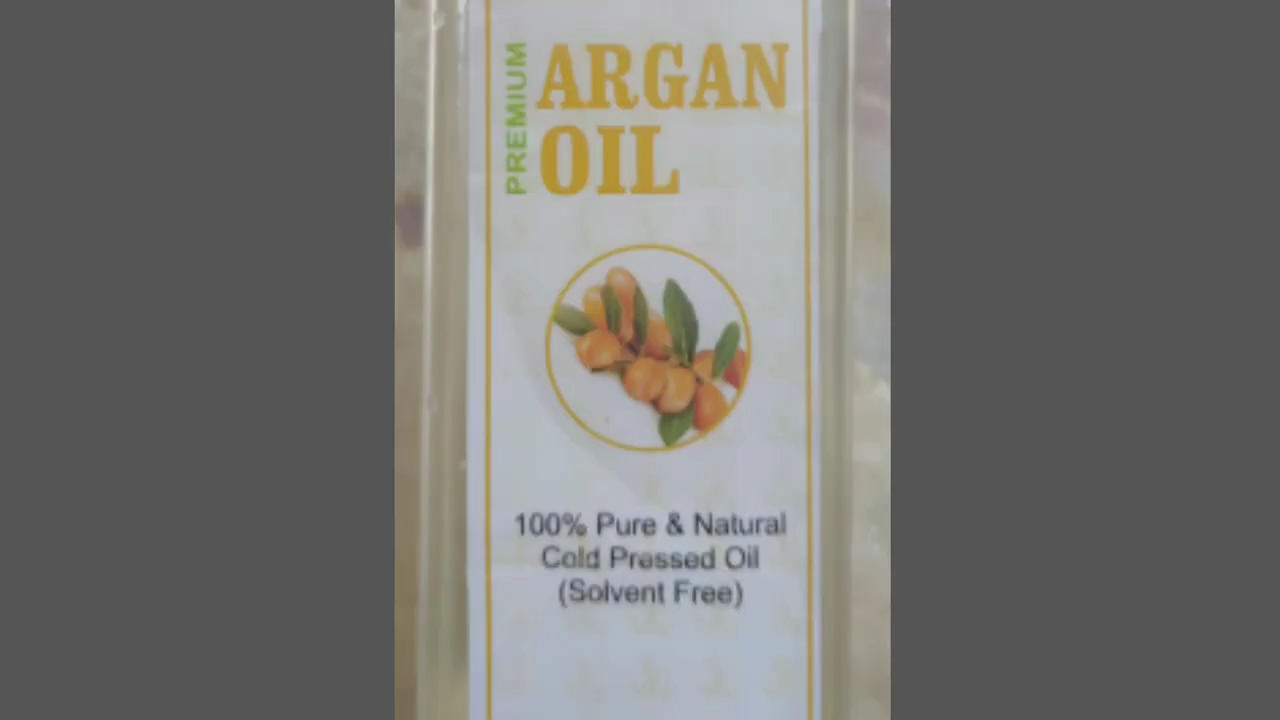 PREMIUM
ARGAN
OIL
100% Pure & Natural
Cold Pressed Oil
(Solvent Free)